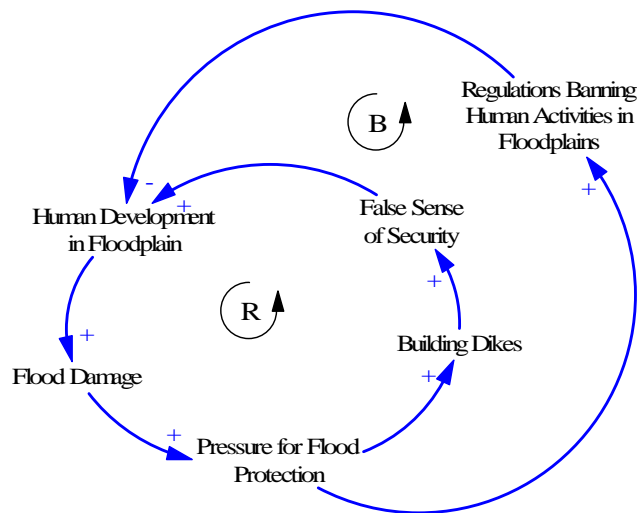 Regulations Banning
Human Activities in
Floodplains
B
-
+
+
Human Development
in Floodplain
False Sense
of Security
+
R
+
Building Dikes
Flood Damage
+
+
Pressure for Flood
Protection